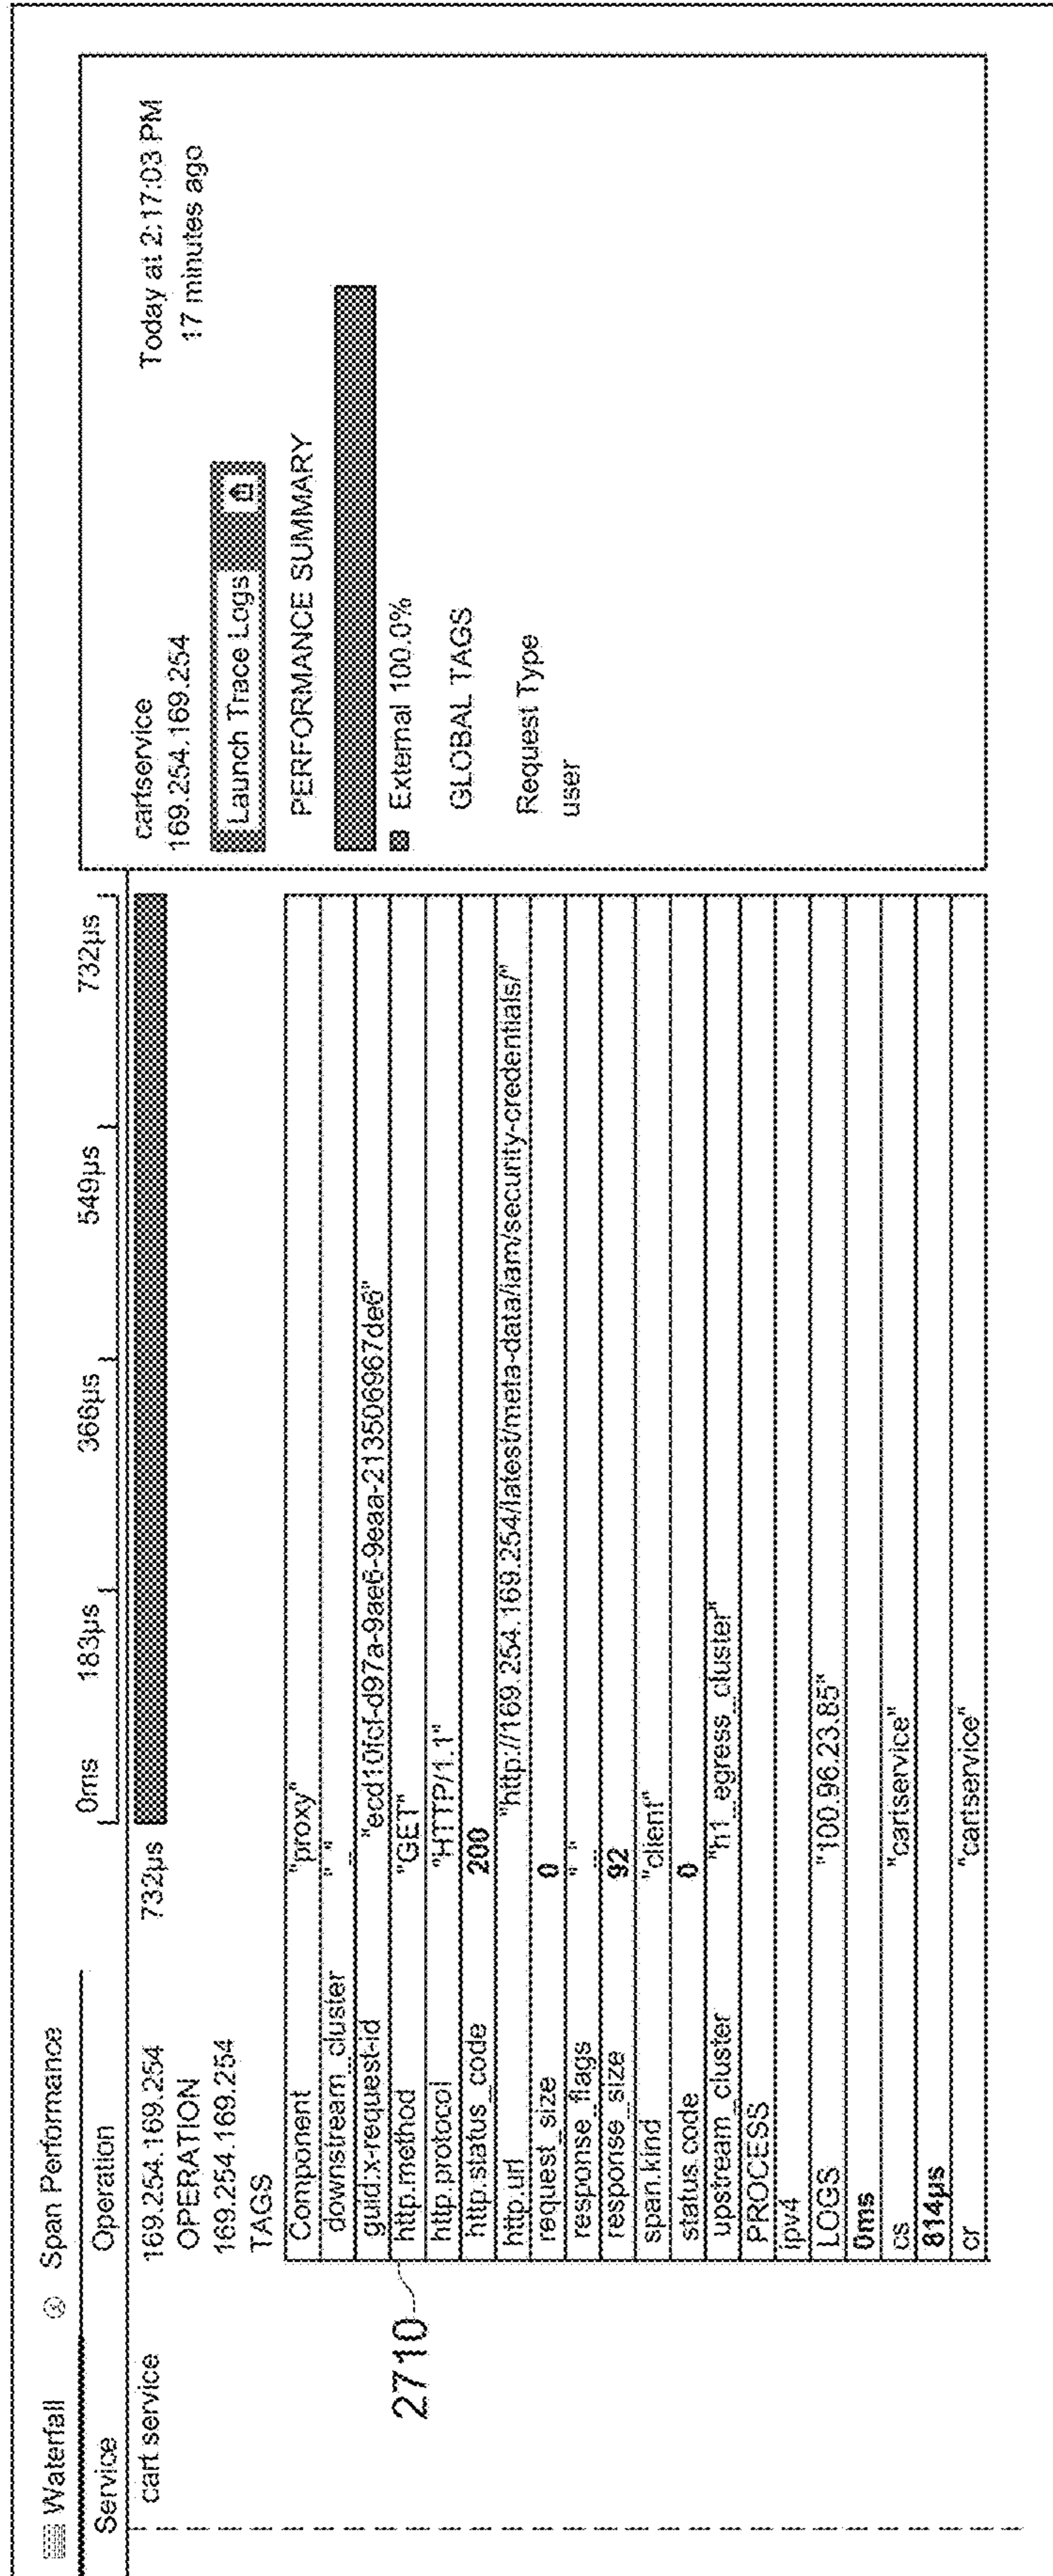 Waterfall Span Performance
Service Operation 0ms 183µs 366µs 549µs 732µs
cart service 169.254.169.254 732µs
OPERATION
169.254.169.254
TAGS
Component "proxy"
downstream_cluster "_"
guid:x-request-id "ecd10fcf-d97a-9ae6-9eaa-213506967de6"
http.method "GET"
http.protocol "HTTP/1.1"
http.status_code 200
http.url "http://169.254.169.254/latest/meta-data/iam/security-credentials/"
request_size 0
response_flags "_"
response_size 92
span.kind "client"
status.code 0
upstream_cluster "h1_egress_cluster"
PROCESS
ipv4
LOGS "100.96.23.85"
0ms
cs "cartservice"
814µs
cr "cartservice"
2710
cartservice Today at 2:17:03 PM
169.254.169.254 17 minutes ago
Launch Trace Logs
PERFORMANCE SUMMARY
External 100.0%
GLOBAL TAGS
Request Type
user